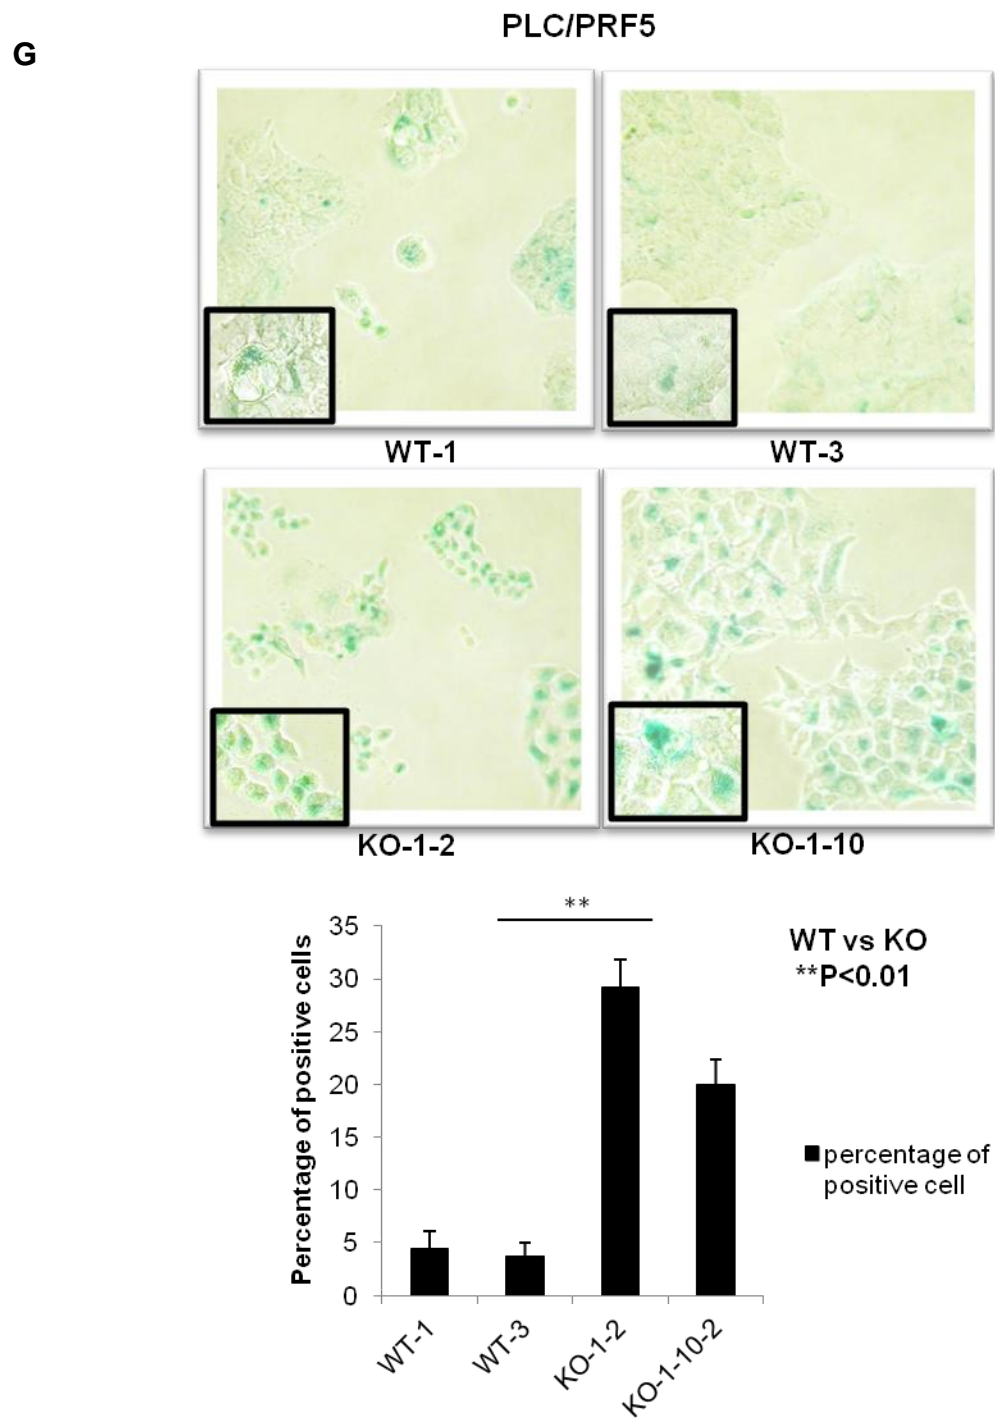 PLC/PRF5
G
WT-1
WT-3
KO-1-2
KO-1-10
**
WT vs KO
**P<0.01
Percentage of positive cells
35
30
25
20
15
10
5
0
percentage of
positive cell
WT-1
WT-3
KO-1-2
KO-1-10-2